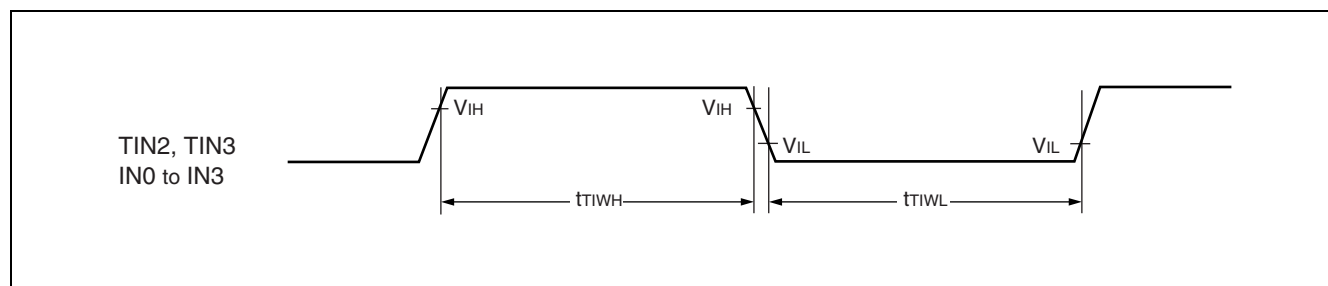 VIH
VIH
TIN2, TIN3
IN0 to IN3
VIL
VIL
tTIWH
tTIWL